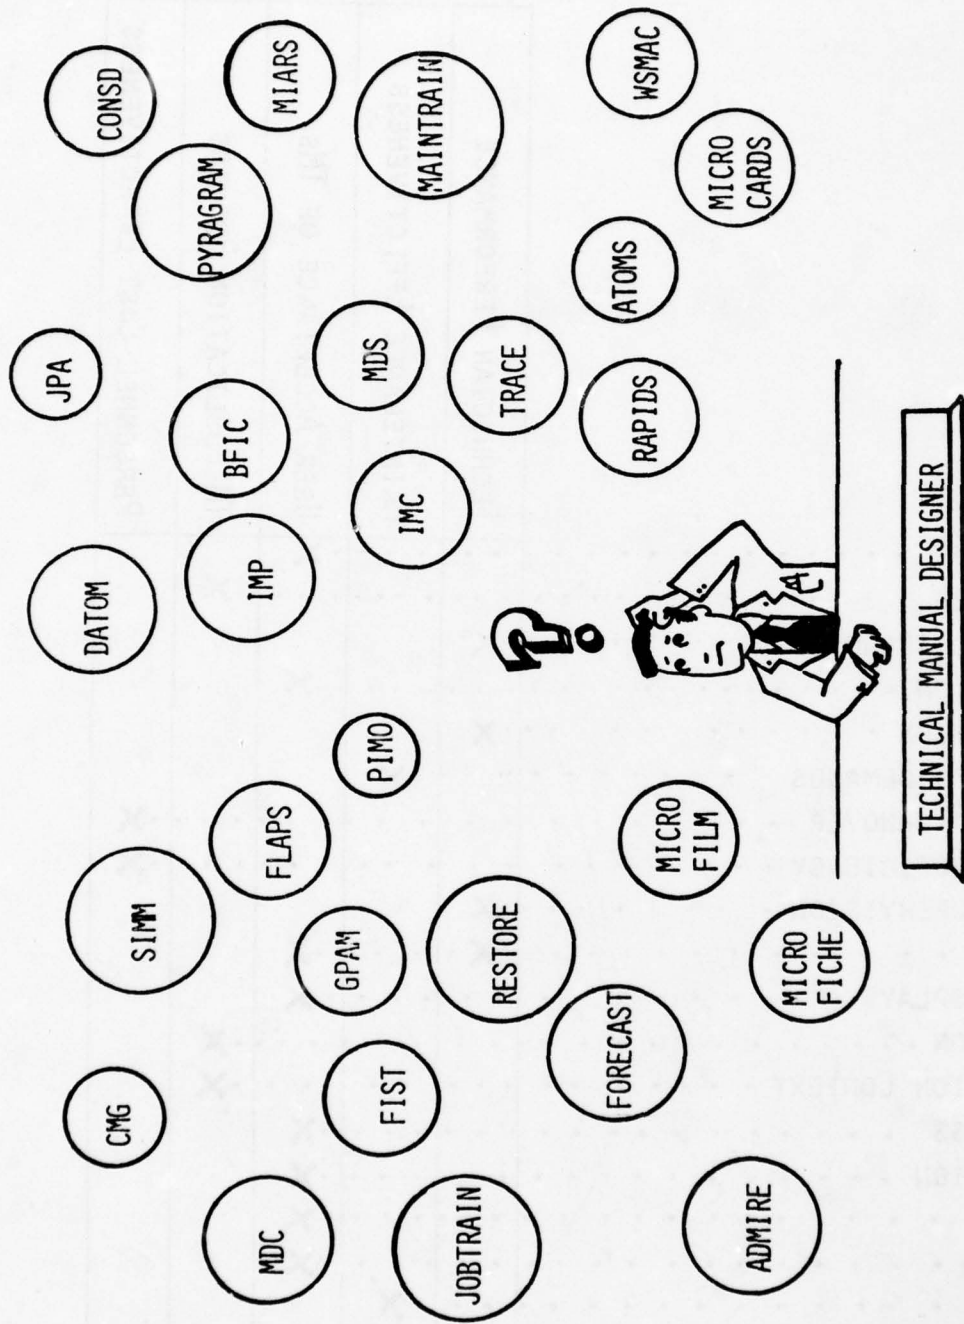 CMG
SIMM
DATOM
JPA
CONSD
MDC
FLAPS
IMP
BFIC
PYRAGRAM
MIARS
FIST
GPAM
PIMO
IMC
MDS
MAINTRAIN
JOBTRAIN
RESTORE
TRACE
?
FORECAST
RAPIDS
ATOMS
WSMAC
ADMIRE
MICRO
FICHE
MICRO
FILM
MICRO
CARDS
TECHNICAL MANUAL DESIGNER